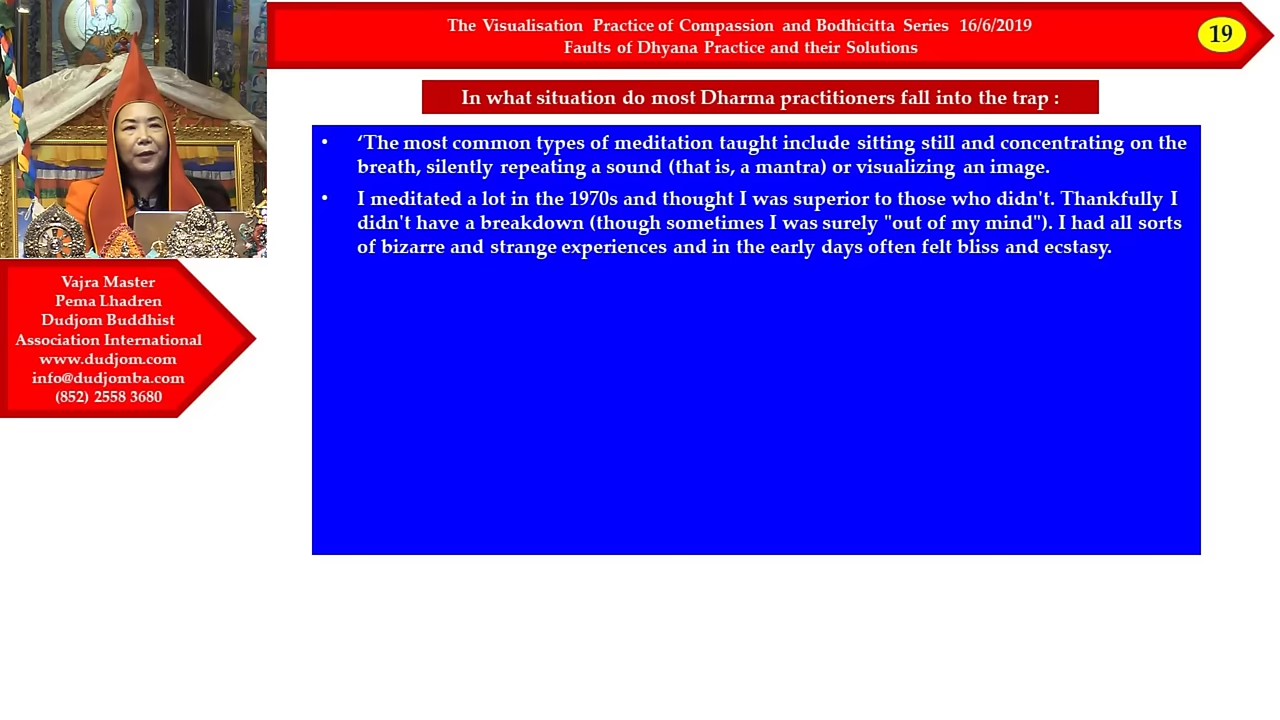 The Visualisation Practice of Compassion and Bodhicitta Series 16/6/2019
Faults of Dhyana Practice and their Solutions
19
In what situation do most Dharma practitioners fall into the trap :
• ‘The most common types of meditation taught include sitting still and concentrating on the
breath, silently repeating a sound (that is, a mantra) or visualizing an image.
• I meditated a lot in the 1970s and thought I was superior to those who didn't. Thankfully I
didn't have a breakdown (though sometimes I was surely "out of my mind"). I had all sorts
of bizarre and strange experiences and in the early days often felt bliss and ecstasy.
Vajra Master
Pema Lhadren
Dudjom Buddhist
Association International
www.dudjom.com
info@dudjomba.com
(852) 2558 3680